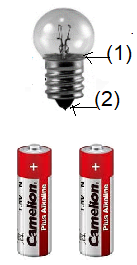 (1)
(2)
+
Camelion
Plus Alkaline
+
Camelion
Plus Alkaline